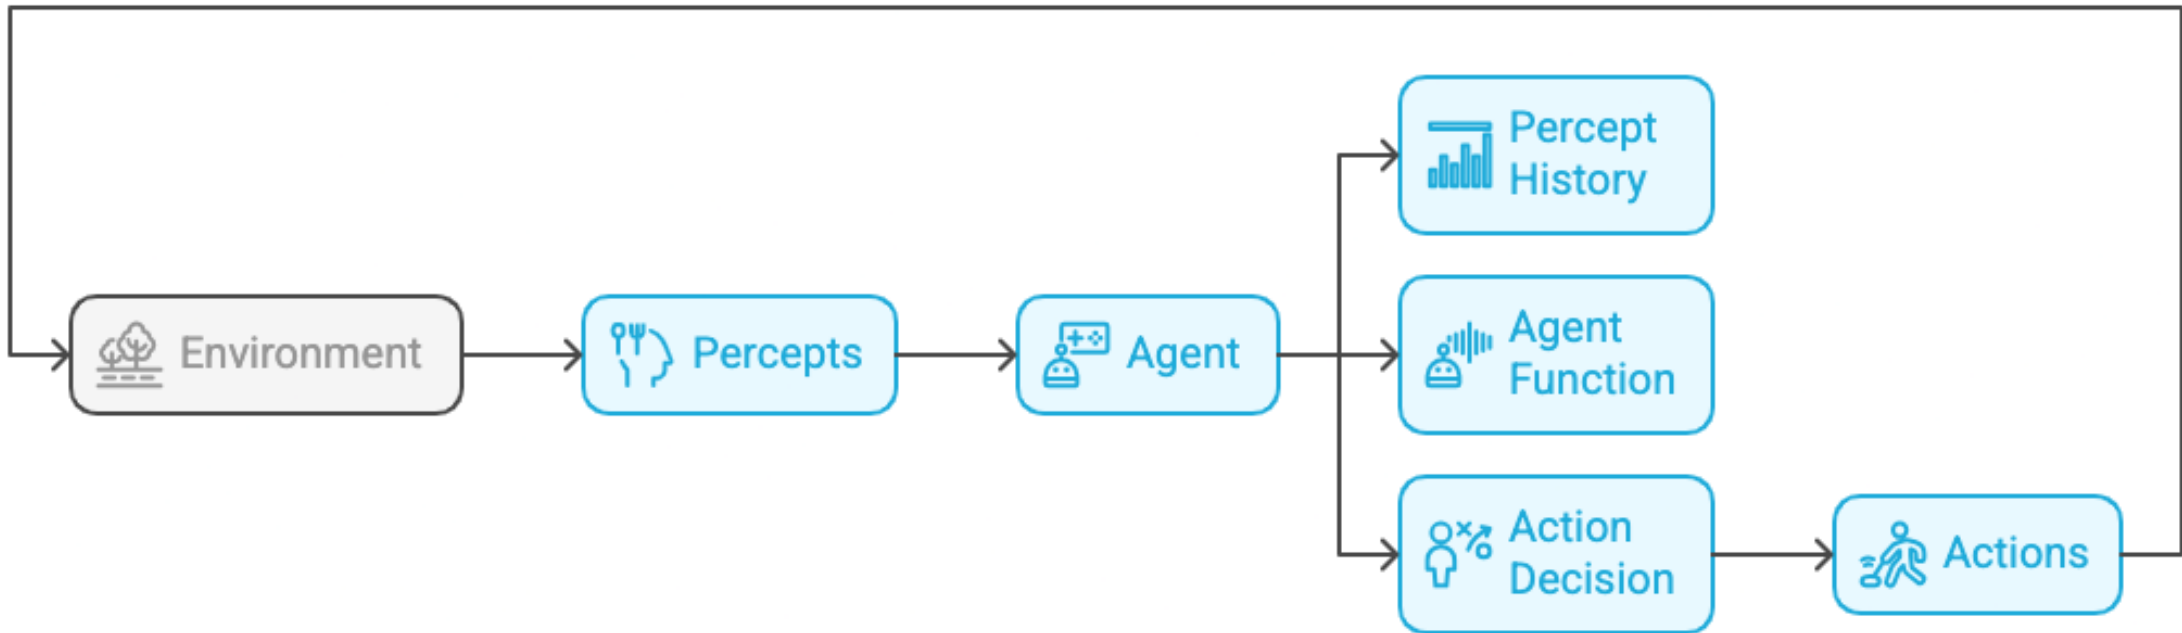 Environment
Percepts
Agent
Percept
History
Agent
Function
Action
Decision
Actions